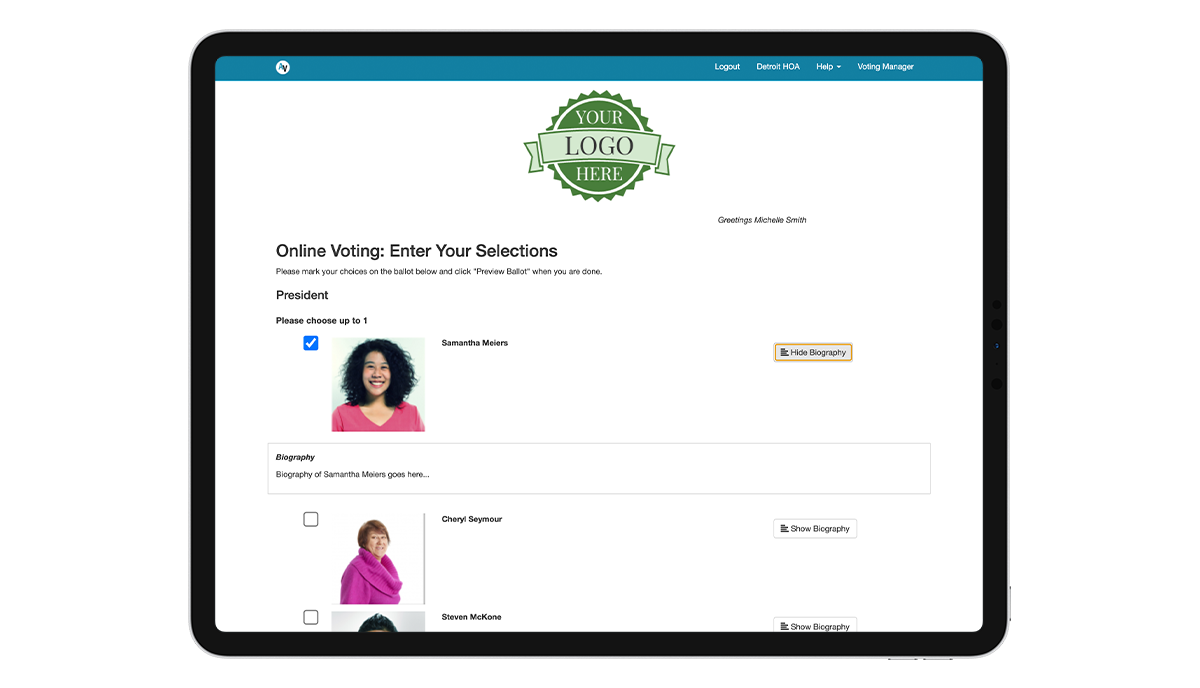 Logout Detroit HOA Help Voting Manager
YOUR
LOGO
HERE
Greetings Michelle Smith
Online Voting: Enter Your Selections
Please mark your choices on the ballot below and click "Preview Ballot" when you are done.
President
Please choose up to 1
Samantha Meiers
Hide Biography
Biography
Biography of Samantha Meiers goes here...
Cheryl Seymour
Show Biography
Steven McKone
Show Biography